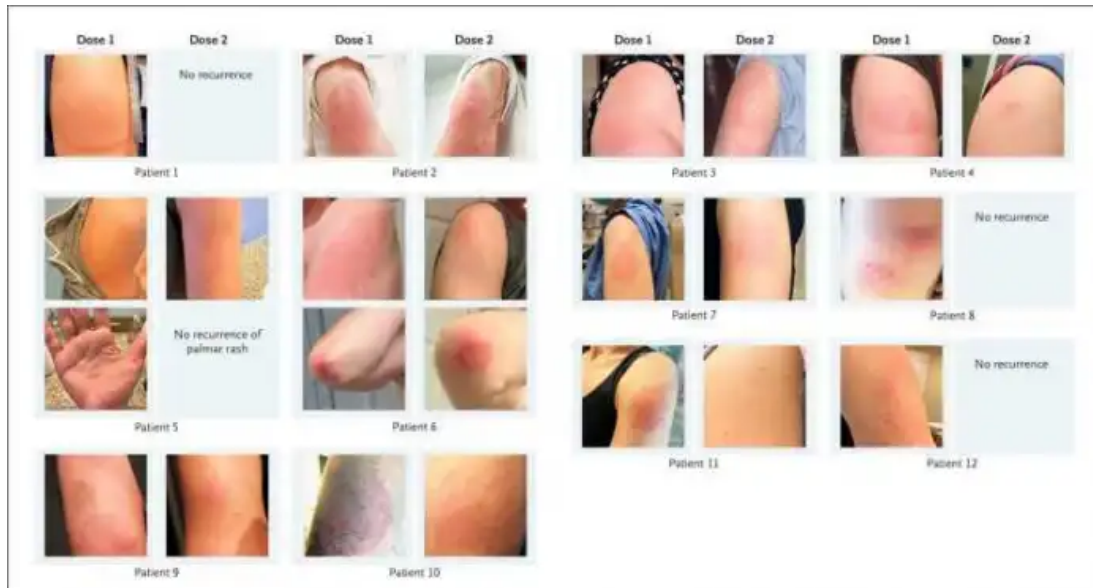 Dose 1
Dose 2
Dose 1
Dose 2
Dose 1
Dose 2
Dose 1
Dose 2
No recurrence
Patient 1
Patient 2
Patient 3
Patient 4
No recurrence of
palmar rash
Patient 5
Patient 6
No recurrence
Patient 7
Patient 8
No recurrence
Patient 11
Patient 12
Patient 9
Patient 10